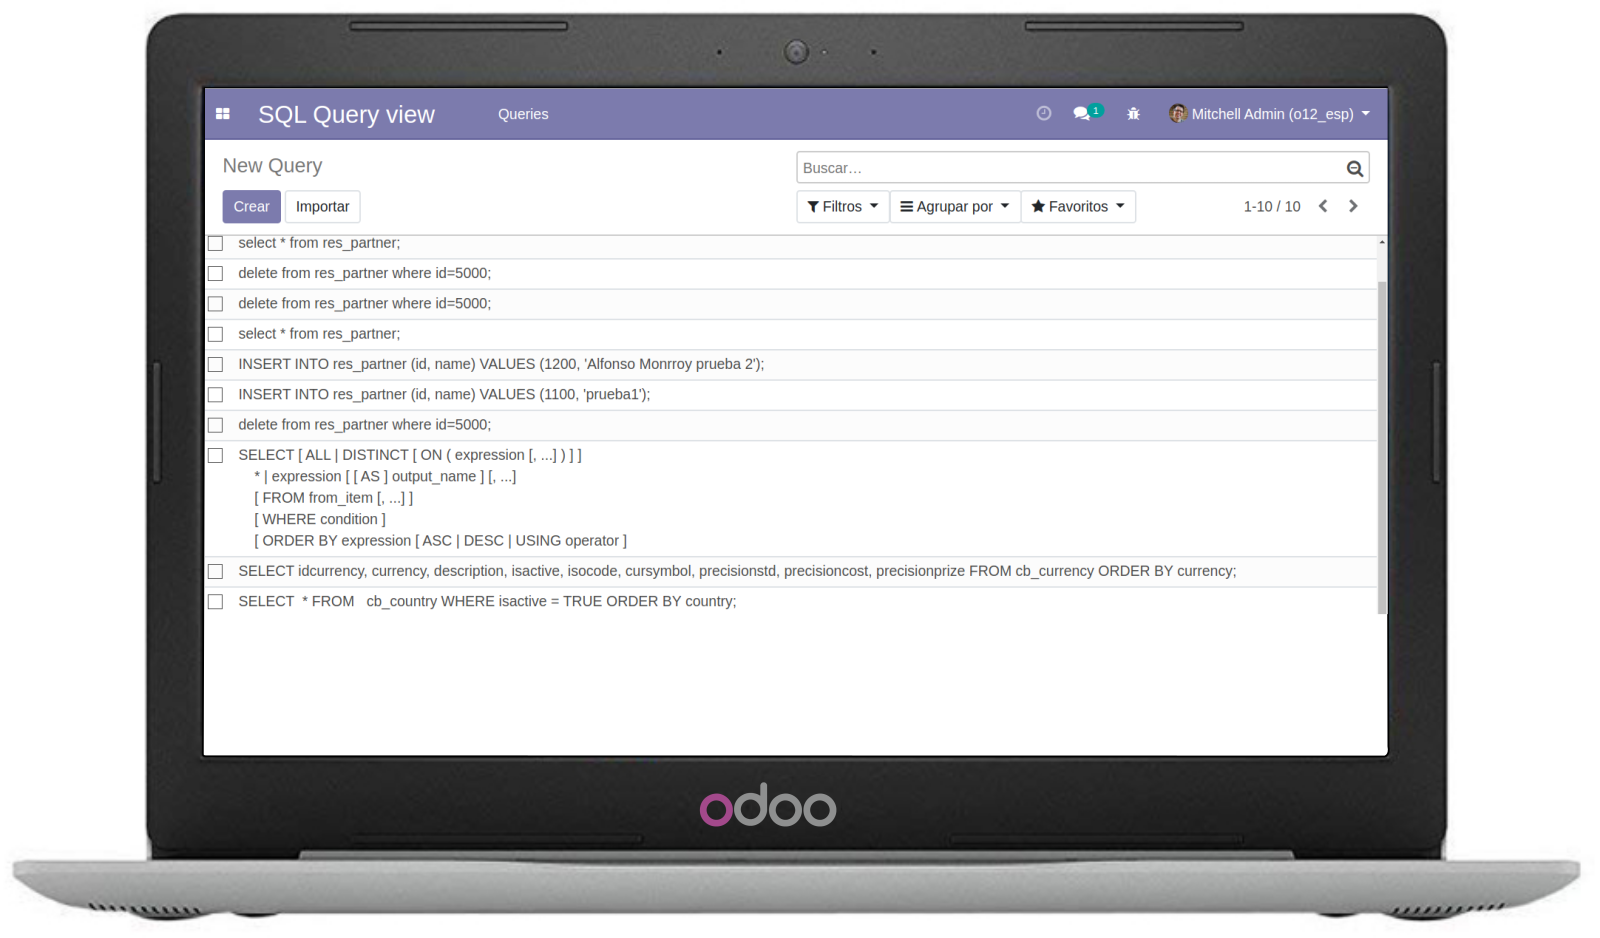 SQL Query view
Queries
1
Mitchell Admin (o12_esp)
New Query
Buscar...
Crear
Importar
Filtros
Agrupar por
Favoritos
1-10 / 10
select * from res_partner;
delete from res_partner where id=5000;
delete from res_partner where id=5000;
select * from res_partner;
INSERT INTO res_partner (id, name) VALUES (1200, 'Alfonso Monrroy prueba 2');
INSERT INTO res_partner (id, name) VALUES (1100, 'prueba1');
delete from res_partner where id=5000;
SELECT [ ALL | DISTINCT [ ON ( expression [, ...] ) ] ]
* | expression [ [ AS ] output_name ] [, ...]
[ FROM from_item [, ...] ]
[ WHERE condition ]
[ ORDER BY expression [ ASC | DESC | USING operator ]
SELECT idcurrency, currency, description, isactive, isocode, cursymbol, precisionstd, precisioncost, precisionprize FROM cb_currency ORDER BY currency;
SELECT  * FROM   cb_country WHERE isactive = TRUE ORDER BY country;
odoo